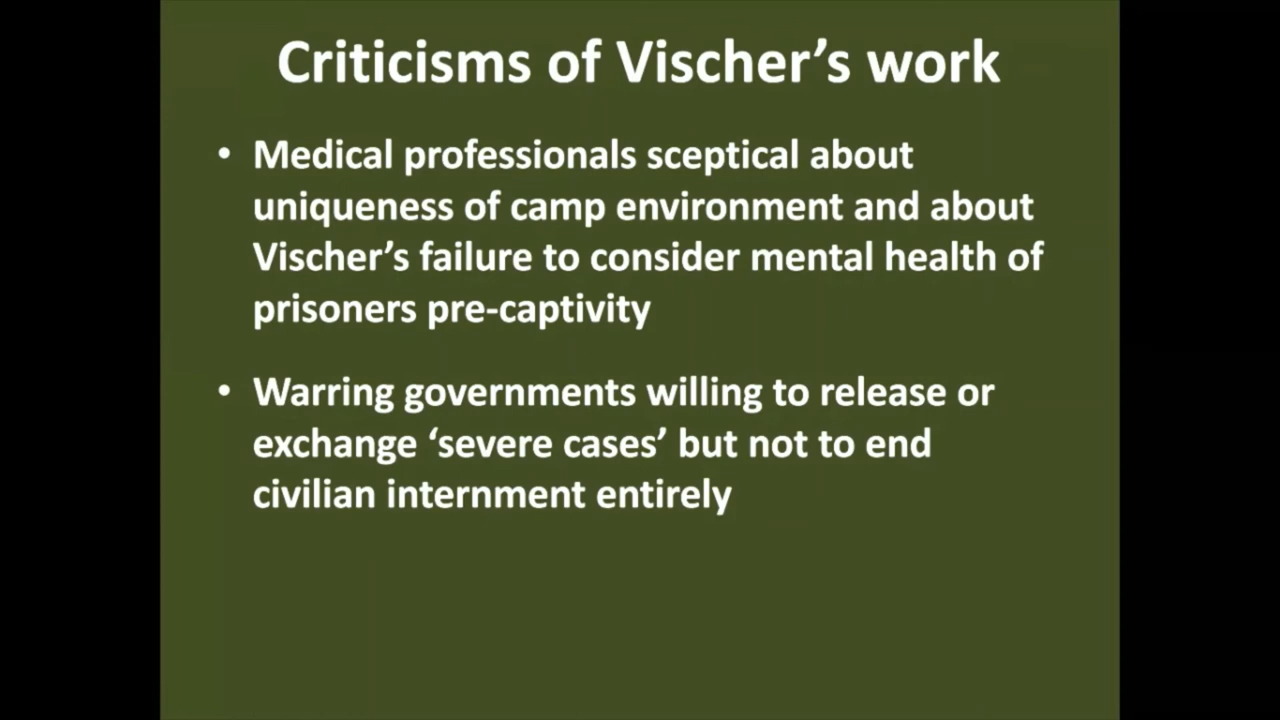 Criticisms of Vischer’s work
• Medical professionals sceptical about
uniqueness of camp environment and about
Vischer’s failure to consider mental health of
prisoners pre-captivity
• Warring governments willing to release or
exchange ‘severe cases’ but not to end
civilian internment entirely